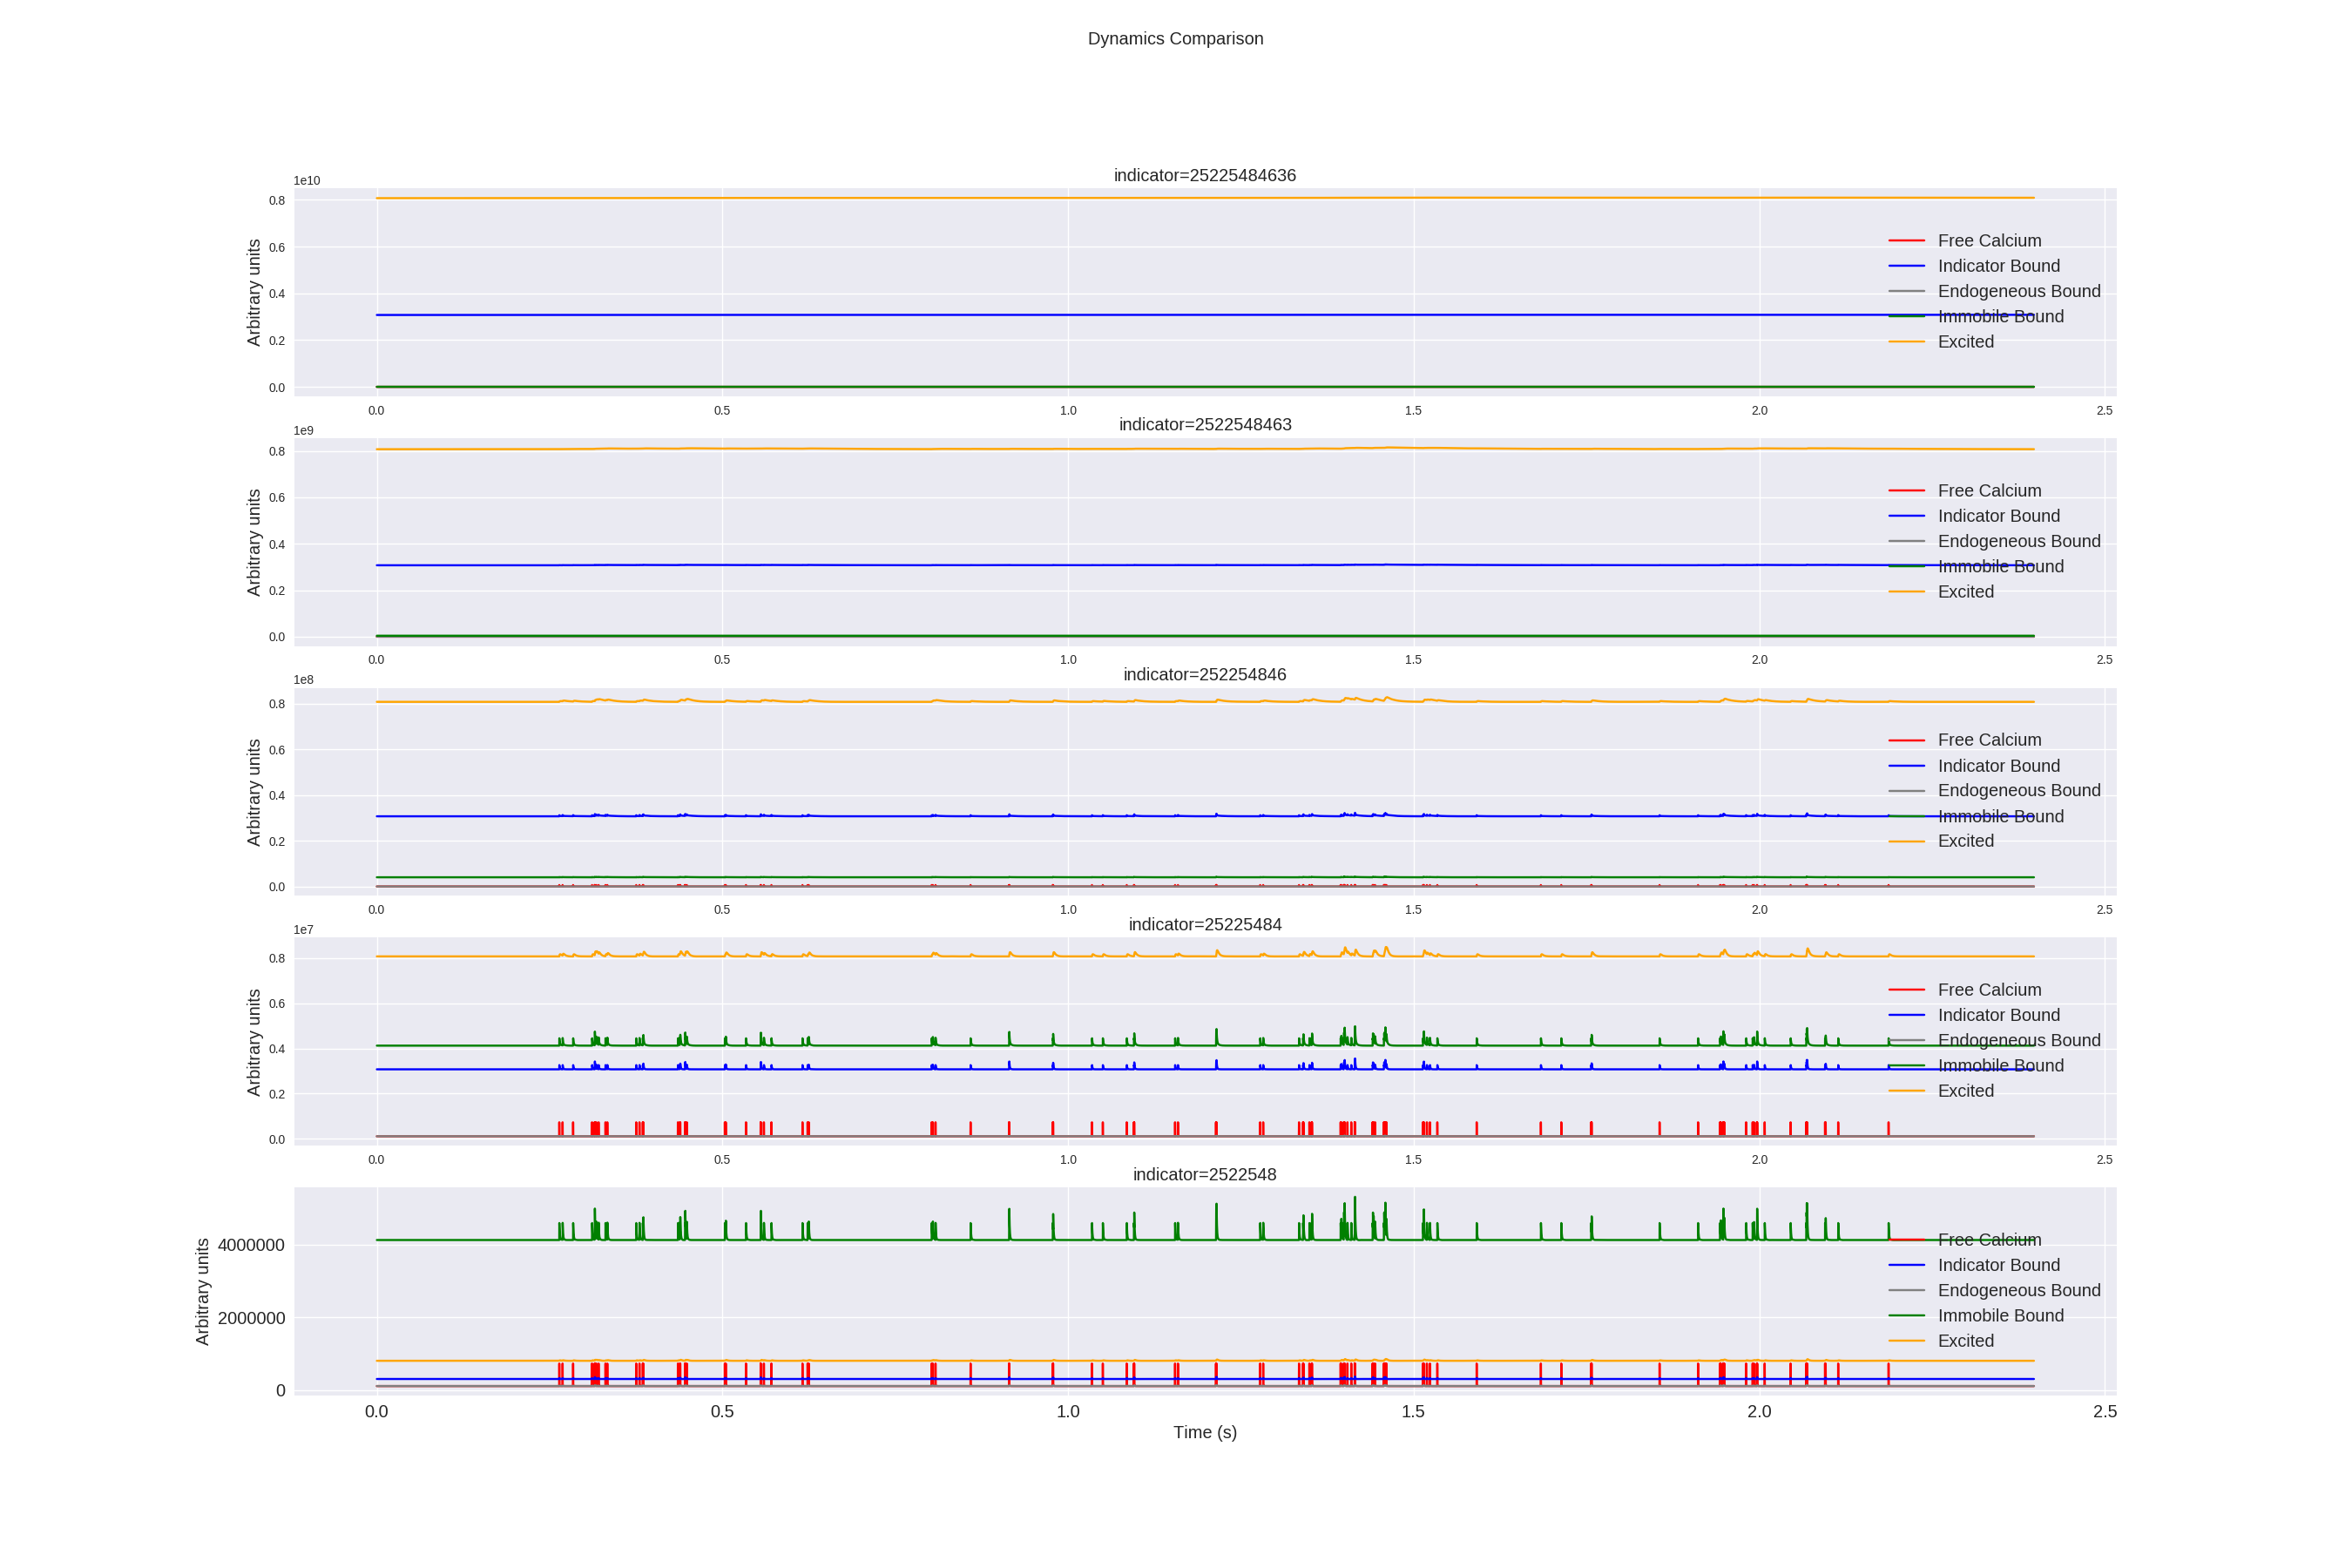 Dynamics Comparison
indicator=25225484636
1e10
Arbitrary units
0.8
0.6
0.4
0.2
0.0
Free Calcium
Indicator Bound
Endogeneous Bound
Immobile Bound
Excited
0.0 0.5 1.0 1.5 2.0 2.5
indicator=2522548463
1e9
Arbitrary units
0.8
0.6
0.4
0.2
0.0
Free Calcium
Indicator Bound
Endogeneous Bound
Immobile Bound
Excited
0.0 0.5 1.0 1.5 2.0 2.5
indicator=252254846
1e8
Arbitrary units
0.8
0.6
0.4
0.2
0.0
Free Calcium
Indicator Bound
Endogeneous Bound
Immobile Bound
Excited
0.0 0.5 1.0 1.5 2.0 2.5
indicator=25225484
1e7
Arbitrary units
0.8
0.6
0.4
0.2
0.0
Free Calcium
Indicator Bound
Endogeneous Bound
Immobile Bound
Excited
0.0 0.5 1.0 1.5 2.0 2.5
indicator=2522548
Arbitrary units
4000000
2000000
0
Free Calcium
Indicator Bound
Endogeneous Bound
Immobile Bound
Excited
0.0 0.5 1.0 1.5 2.0 2.5
Time (s)